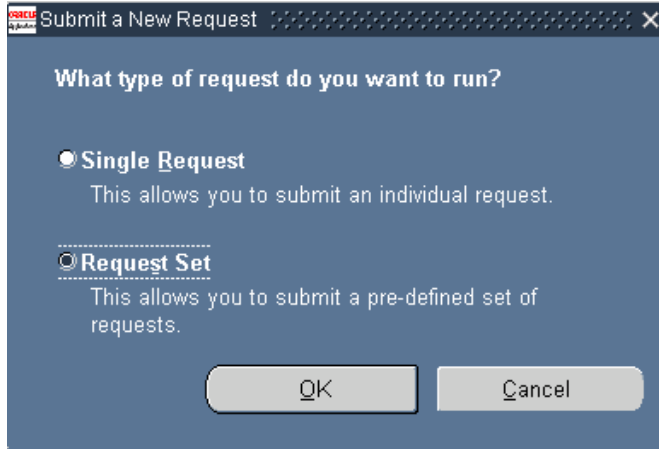 ORACLE
Submit a New Request
What type of request do you want to run?
Single Request
This allows you to submit an individual request.
Request Set
This allows you to submit a pre-defined set of
requests.
OK
Cancel